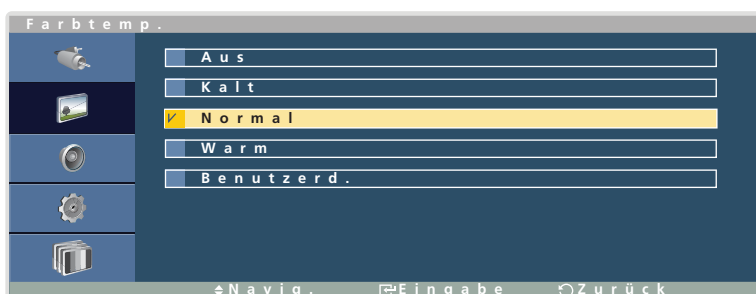 Farbtemp.
Aus
Kalt
Normal
Warm
Benutzerd.
Navig. Eingabe Zurück